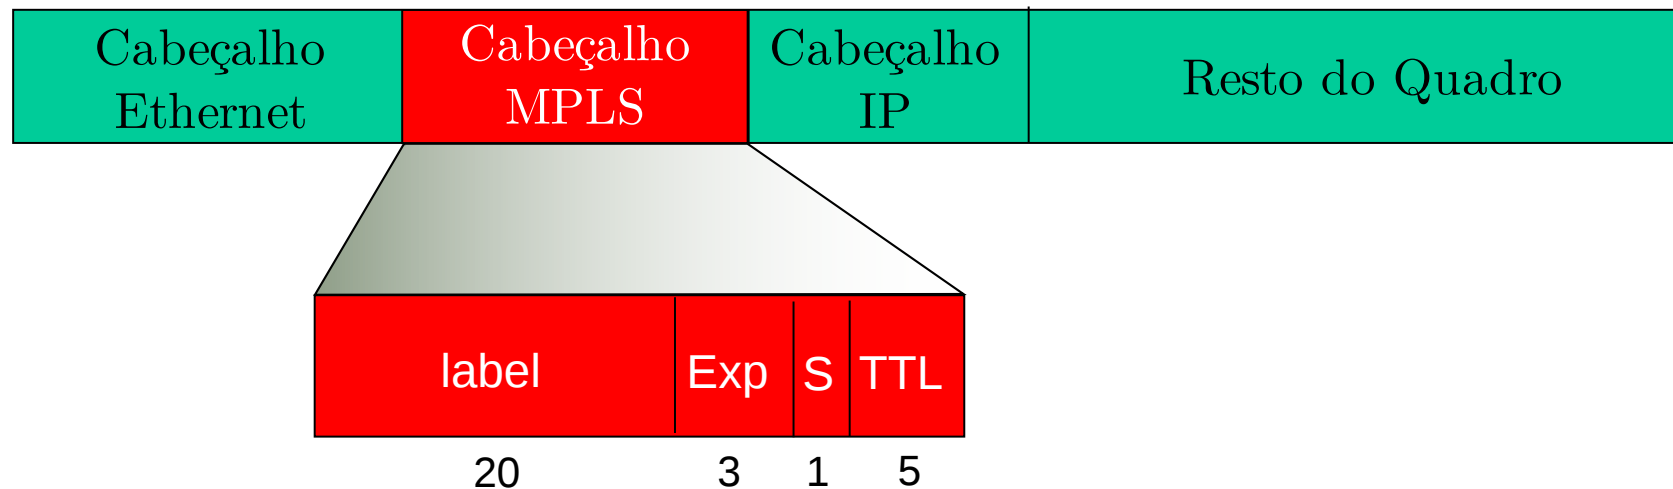 Cabeçalho
Ethernet
Cabeçalho
MPLS
Cabeçalho
IP
Resto do Quadro
label
Exp
S
TTL
20
3
1
5